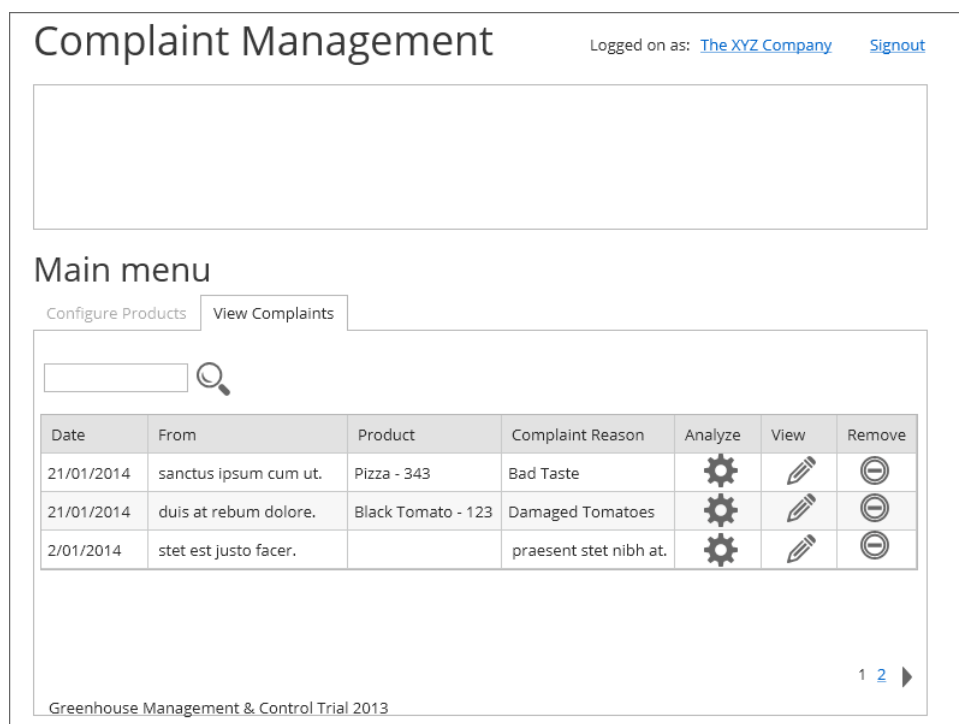 Complaint Management
Logged on as: The XYZ Company Signout
Main menu
Configure Products View Complaints
Date From Product Complaint Reason Analyze View Remove
21/01/2014 sanctus ipsum cum ut. Pizza - 343 Bad Taste
21/01/2014 duis at rebum dolore. Black Tomato - 123 Damaged Tomatoes
2/01/2014 stet est justo facer. praesent stet nibh at.
1 2
Greenhouse Management & Control Trial 2013